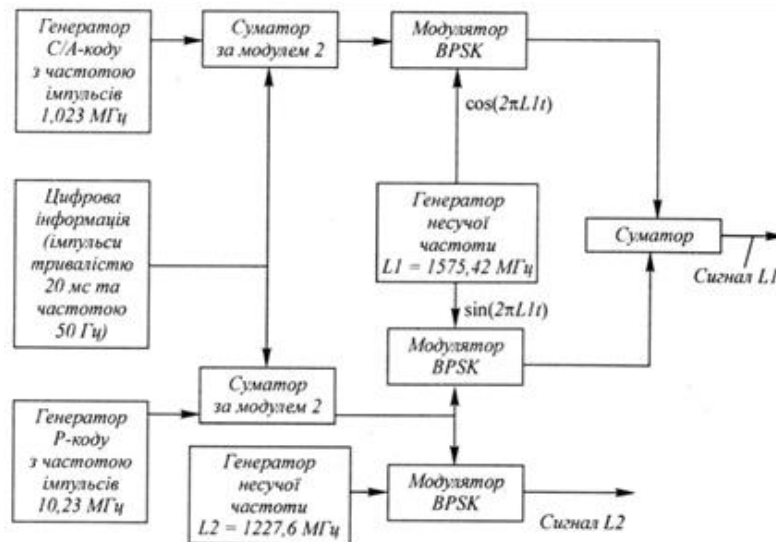 Генератор
С/А-коду
з частотою
імпульсів
1,023 МГц
Суматор
за модулем 2
Модулятор
BPSK
cos(2πL1t)
Цифрова
інформація
(імпульси
тривалістю
20 мс та
частотою
50 Гц)
Генератор
несучої
частоти
L1 = 1575,42 МГц
Суматор
Сигнал L1
sin(2πL1t)
Модулятор
BPSK
Суматор
за модулем 2
Генератор
Р-коду
з частотою
імпульсів
10,23 МГц
Генератор
несучої
частоти
L2 = 1227,6 МГц
Модулятор
BPSK
Сигнал L2